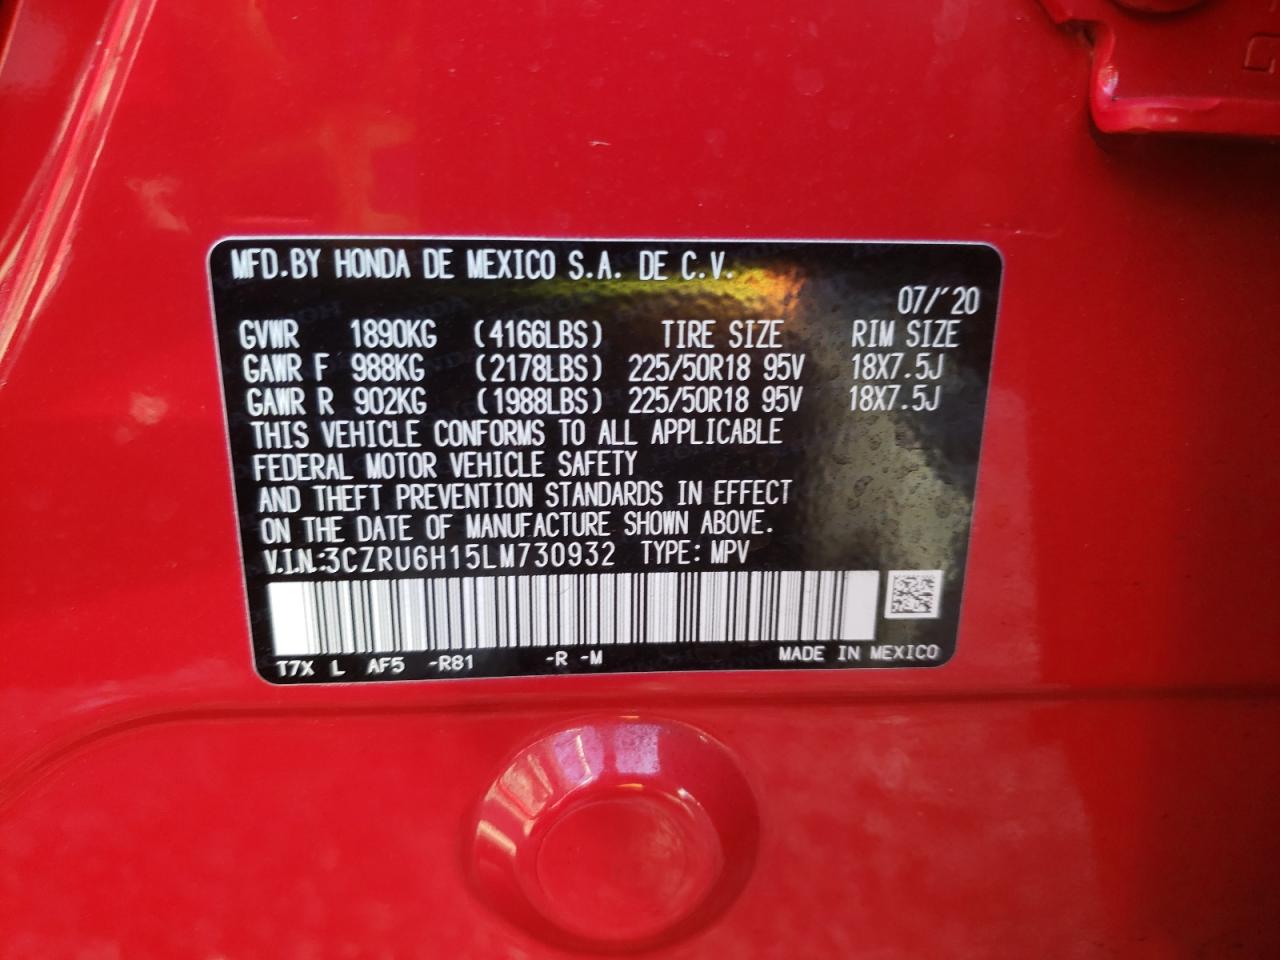 MFD.BY HONDA DE MEXICO S.A. DE C.V.
07/'20
GVWR 1890KG (4166LBS) TIRE SIZE RIM SIZE
GAWR F 988KG (2178LBS) 225/50R18 95V 18X7.5J
GAWR R 902KG (1988LBS) 225/50R18 95V 18X7.5J
THIS VEHICLE CONFORMS TO ALL APPLICABLE
FEDERAL MOTOR VEHICLE SAFETY
AND THEFT PREVENTION STANDARDS IN EFFECT
ON THE DATE OF MANUFACTURE SHOWN ABOVE.
V.I.N.:3CZRU6H15LM730932 TYPE: MPV
T7X L AF5 -R81 -R -M MADE IN MEXICO